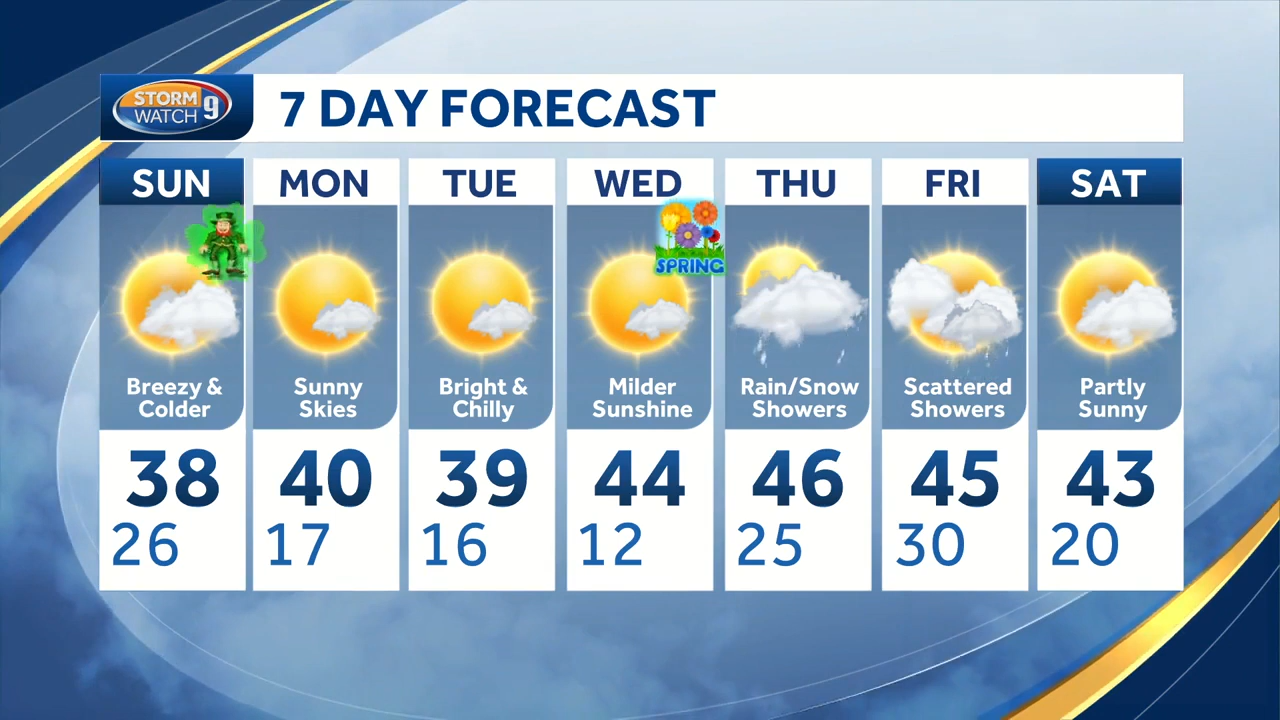 STORM
WATCH 9
7 DAY FORECAST
SUN
MON
TUE
WED
THU
FRI
SAT
SPRING
Breezy &
Colder
Sunny
Skies
Bright &
Chilly
Milder
Sunshine
Rain/Snow
Showers
Scattered
Showers
Partly
Sunny
38
40
39
44
46
45
43
26
17
16
12
25
30
20